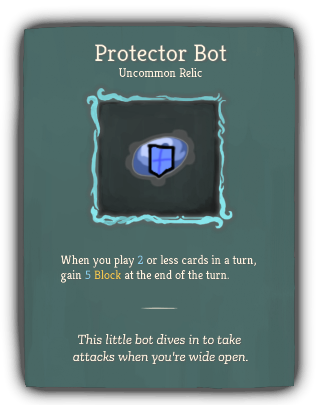 Protector Bot
Uncommon Relic
When you play 2 or less cards in a turn,
gain 5 Block at the end of the turn.
This little bot dives in to take
attacks when you're wide open.